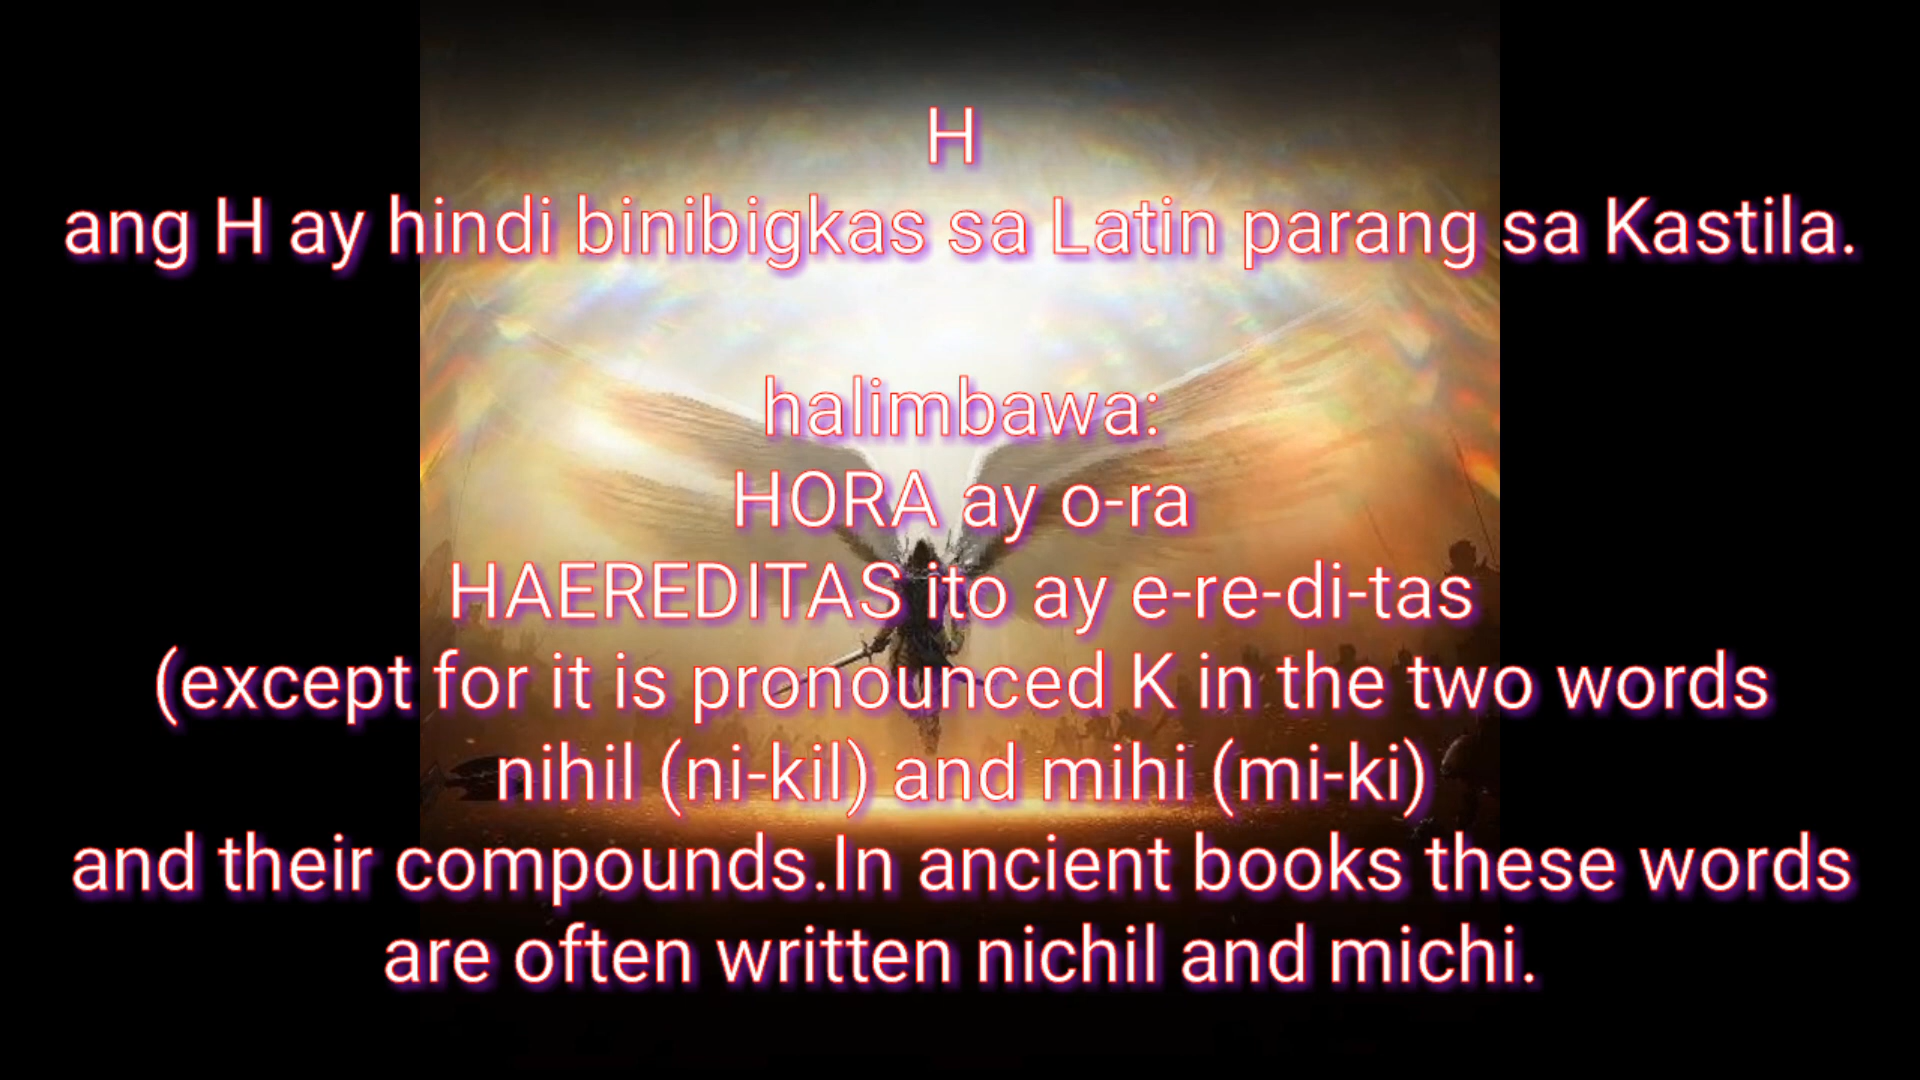 H
ang H ay hindi binibigkas sa Latin parang sa Kastila.
halimbawa:
HORA ay o-ra
HAEREDITAS ito ay e-re-di-tas
(except for it is pronounced K in the two words
nihil (ni-kil) and mihi (mi-ki)
and their compounds.In ancient books these words
are often written nichil and michi.